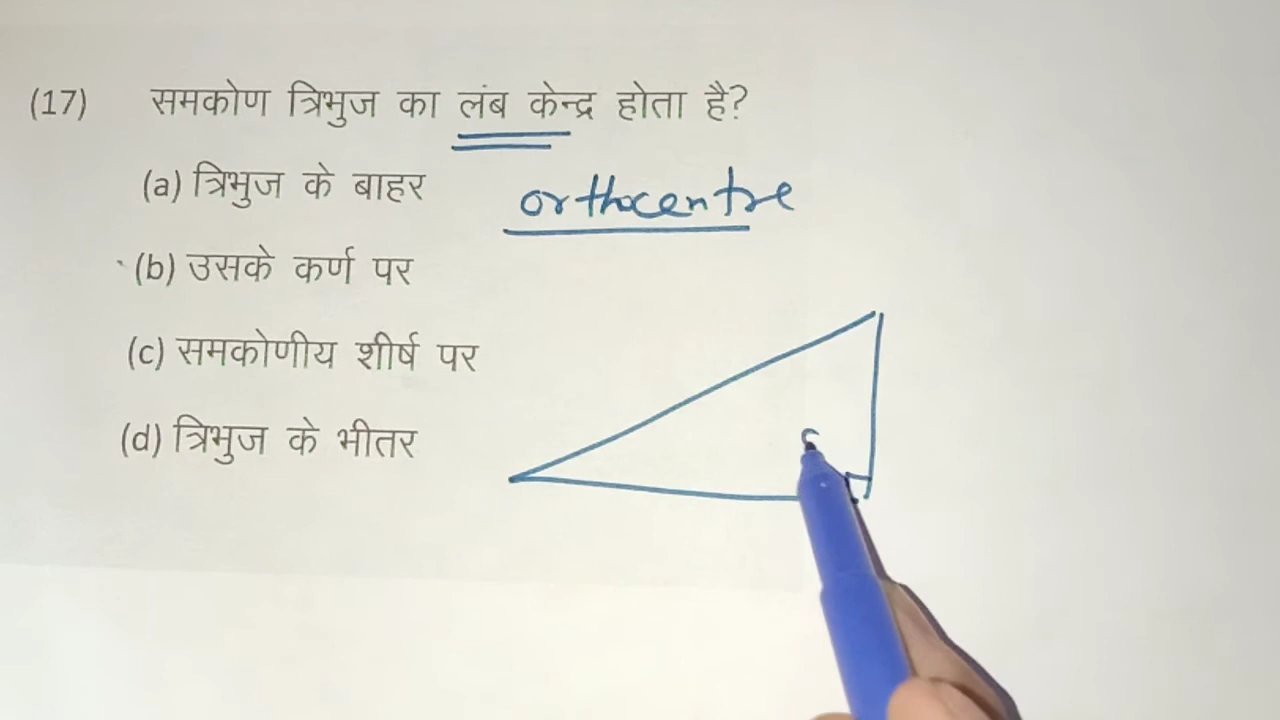 (17) समकोण त्रिभुज का लंब केन्द्र होता है?
(a) त्रिभुज के बाहर
orthocentre
(b) उसके कर्ण पर
(c) समकोणीय शीर्ष पर
(d) त्रिभुज के भीतर